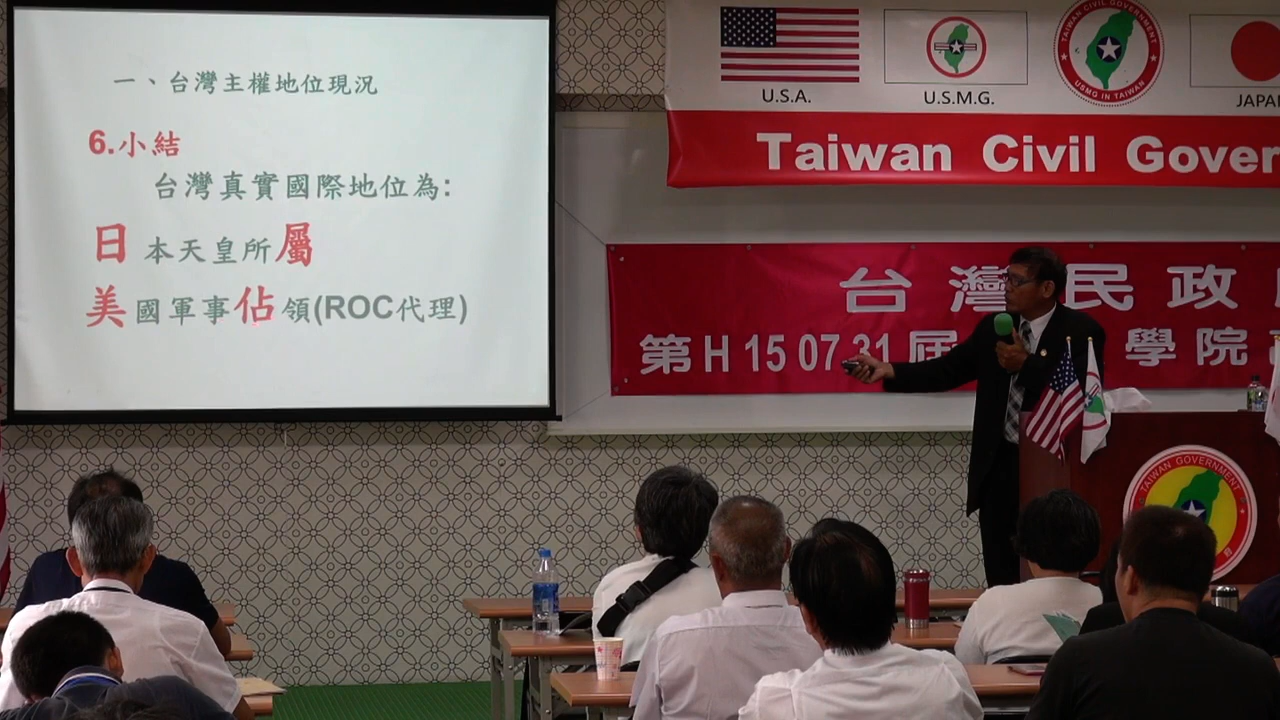 一、台灣主權地位現況
6.小結
台灣真實國際地位為:
日本天皇所屬
美國軍事佔領(ROC代理)
U.S.A.
U.S.M.G.
TAIWAN CIVIL GOVERNMENT
USMG IN TAIWAN
JAPA
Taiwan Civil Gover
台灣民政
第H 15 07 31屆
學院
TAIWAN GOVERNMENT